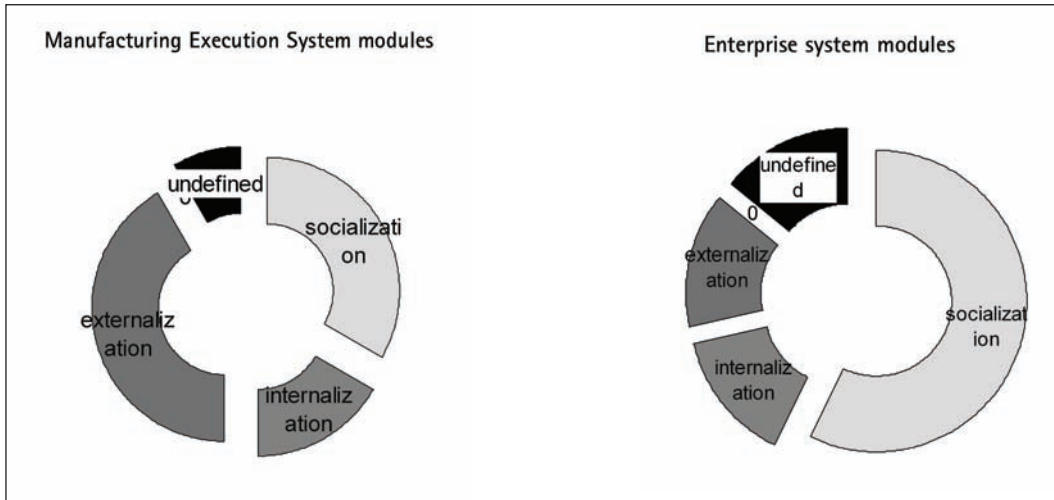 Manufacturing Execution System modules
Enterprise system modules
undefined
socializati
on
externaliz
ation
internaliz
ation
undefine
d
0
externaliz
ation
socializat
ion
internaliz
ation